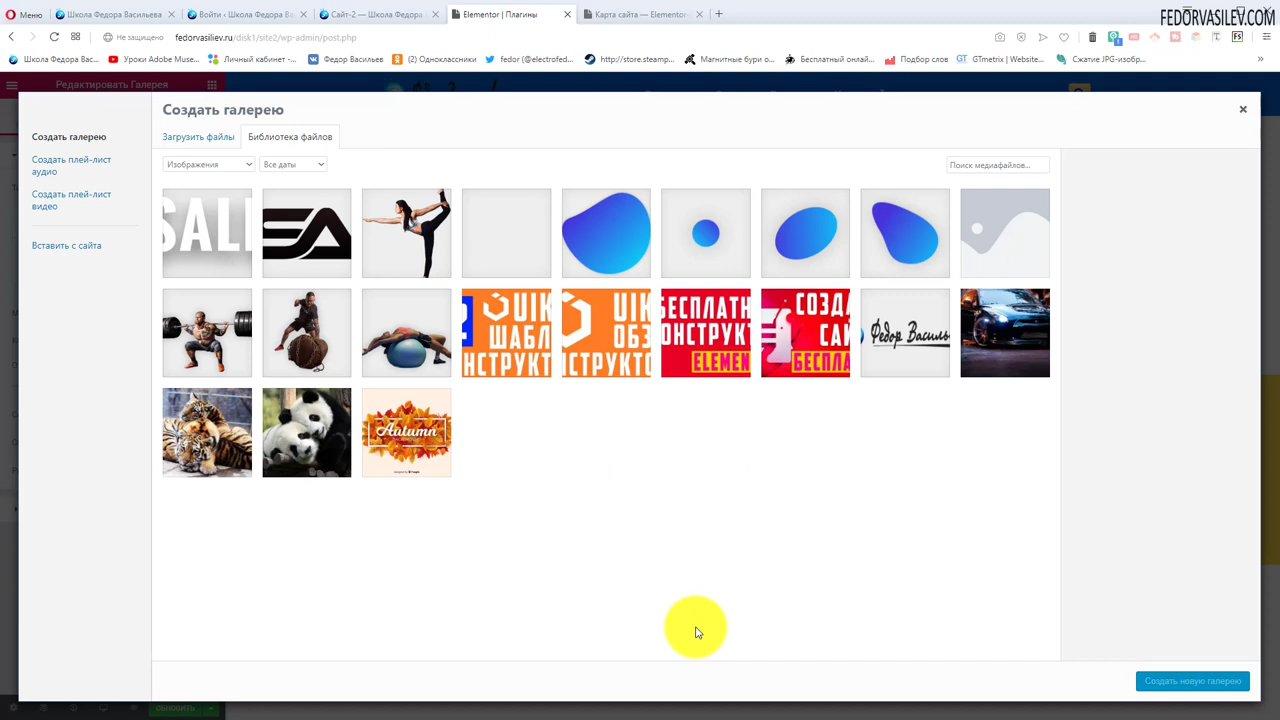 Меню
Школа Федора Васильева
Войти ‹ Школа Федора Ва
Сайт-2 — Школа Федора
Elementor | Плагины
Карта сайта — Elementor
FEDORVASILEV.COM
Не защищено
fedorvasiliev.ru/disk1/site2/wp-admin/post.php
Школа Федора Вас...
Уроки Adobe Muse...
Личный кабинет -...
Федор Васильев
(2) Одноклассники
fedor (@electrofed...
http://store.steamp...
Магнитные бури о...
Бесплатный онлай...
Подбор слов
GTmetrix | Website...
Сжатие JPG-изобр...
Редактировать Галерея
Создать галерею
Создать галерею
Загрузить файлы
Библиотека файлов
Создать плей-лист
аудио
Изображения
Все даты
Поиск медиафайлов...
Создать плей-лист
видео
Вставить с сайта
SALE
UIK
ШАБЛ
НСТРУКТ
UIK
ОБЗ
НСТРУКТО
БЕСПЛАТН
ОНСТРУКТ
ELEMEN
СОЗДА
САЙ
БЕСПЛА
Федор Василь
Autumn
Создать новую галерею
ОБНОВИТЬ